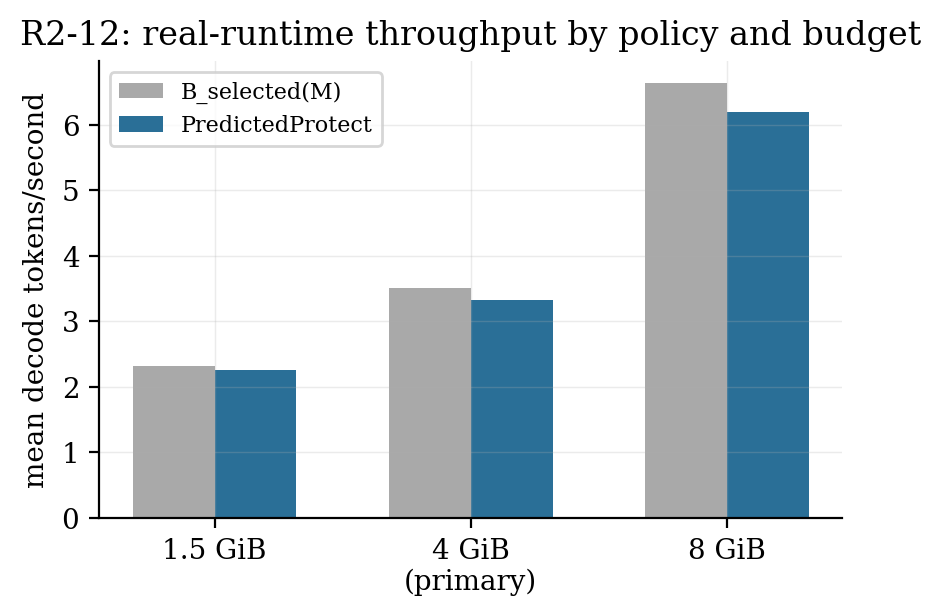 R2-12: real-runtime throughput by policy and budget
mean decode tokens/second
B_selected(M)
PredictedProtect
6
5
4
3
2
1
0
1.5 GiB
4 GiB
(primary)
8 GiB